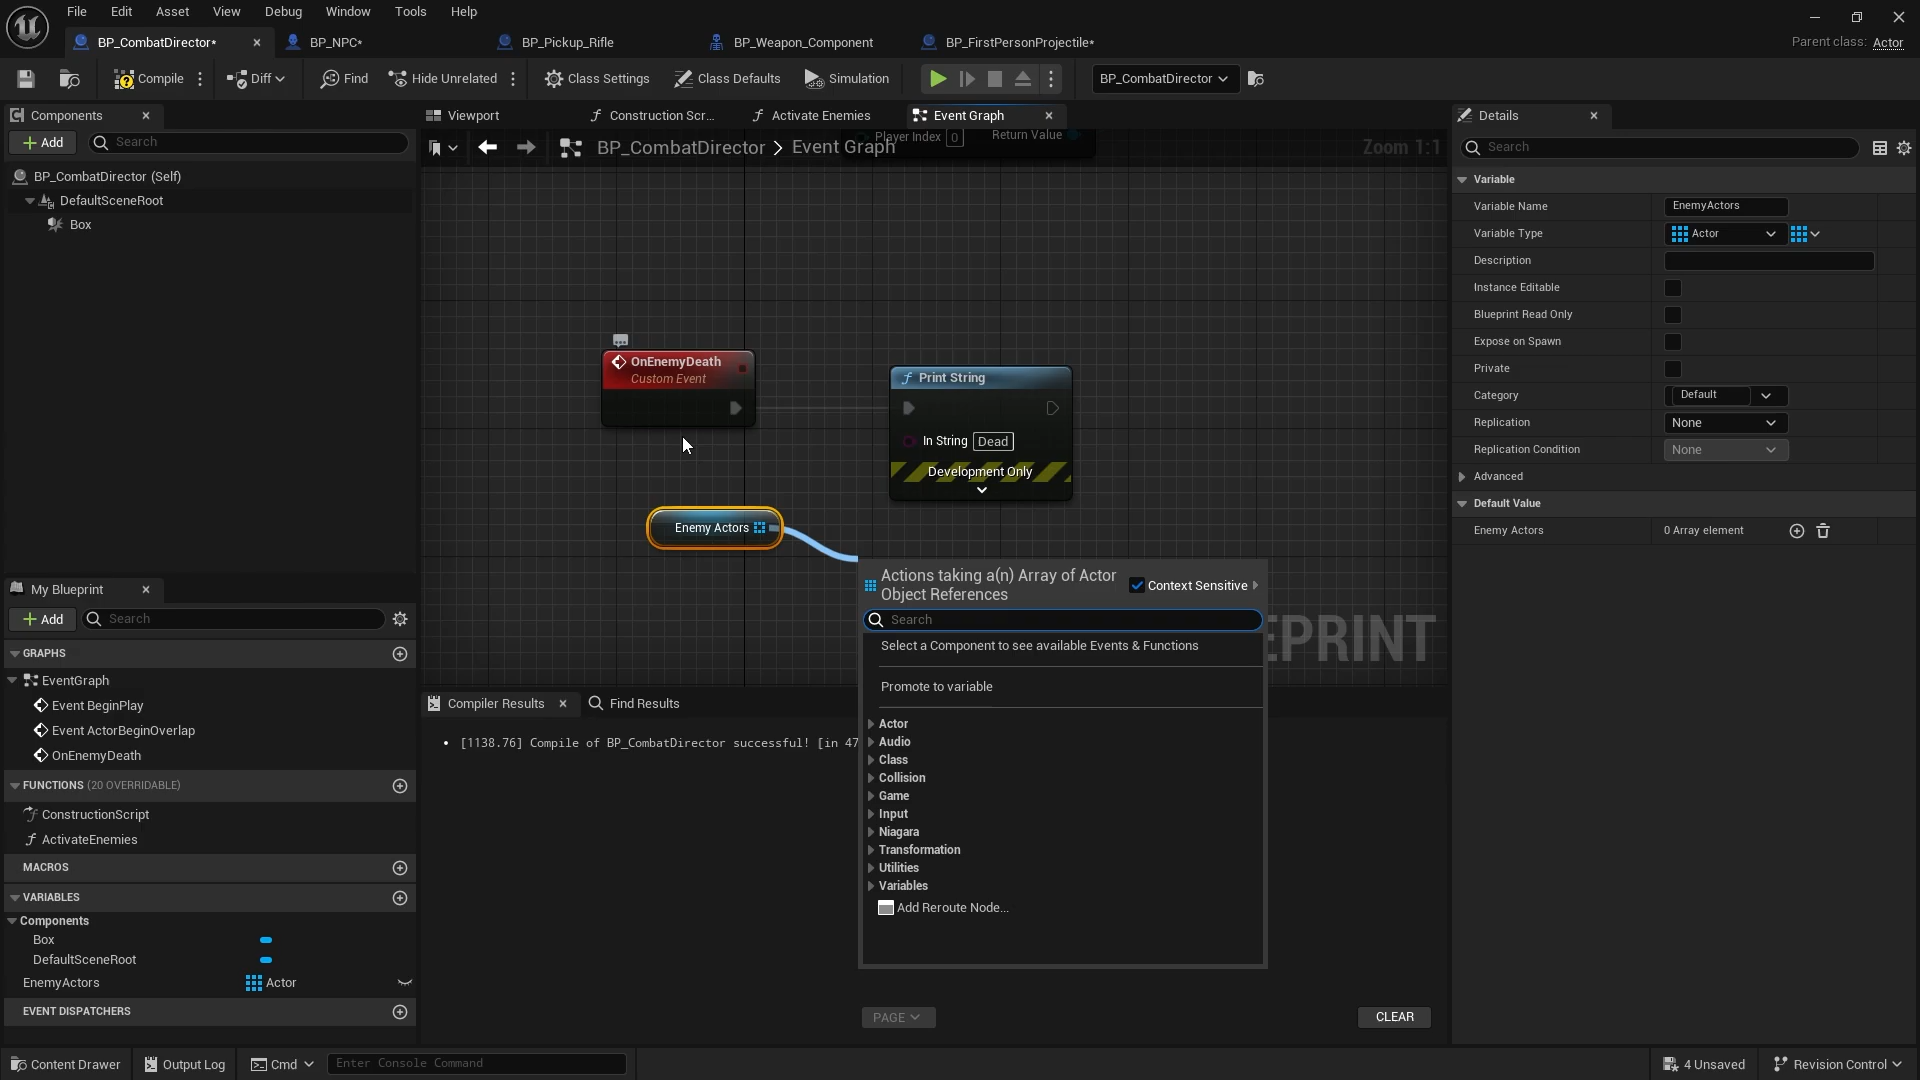 File Edit Asset View Debug Window Tools Help
BP_CombatDirector* BP_NPC* BP_Pickup_Rifle BP_Weapon_Component BP_FirstPersonProjectile* Parent class: Actor
Compile Diff Find Hide Unrelated Class Settings Class Defaults Simulation BP_CombatDirector
Components
Add Search
BP_CombatDirector (Self)
DefaultSceneRoot
Box
My Blueprint
Add Search
GRAPHS
EventGraph
Event BeginPlay
Event ActorBeginOverlap
OnEnemyDeath
FUNCTIONS (20 OVERRIDABLE)
ConstructionScript
ActivateEnemies
MACROS
VARIABLES
Components
Box
DefaultSceneRoot
EnemyActors Actor
EVENT DISPATCHERS
Viewport Construction Scr... Activate Enemies Event Graph
Player Index 0 Return Value
BP_CombatDirector > Event Graph Zoom 1:1
OnEnemyDeath
Custom Event
Print String
In String Dead
Development Only
Enemy Actors
EPRINT
Actions taking a(n) Array of Actor
Object References
Context Sensitive
Search
Select a Component to see available Events & Functions
Promote to variable
Actor
Audio
Class
Collision
Game
Input
Niagara
Transformation
Utilities
Variables
Add Reroute Node...
Compiler Results Find Results
[1138.76] Compile of BP_CombatDirector successful! [in 47
PAGE CLEAR
Details
Search
Variable
Variable Name EnemyActors
Variable Type Actor
Description
Instance Editable
Blueprint Read Only
Expose on Spawn
Private
Category Default
Replication None
Replication Condition None
Advanced
Default Value
Enemy Actors 0 Array element
Content Drawer Output Log Cmd Enter Console Command 4 Unsaved Revision Control